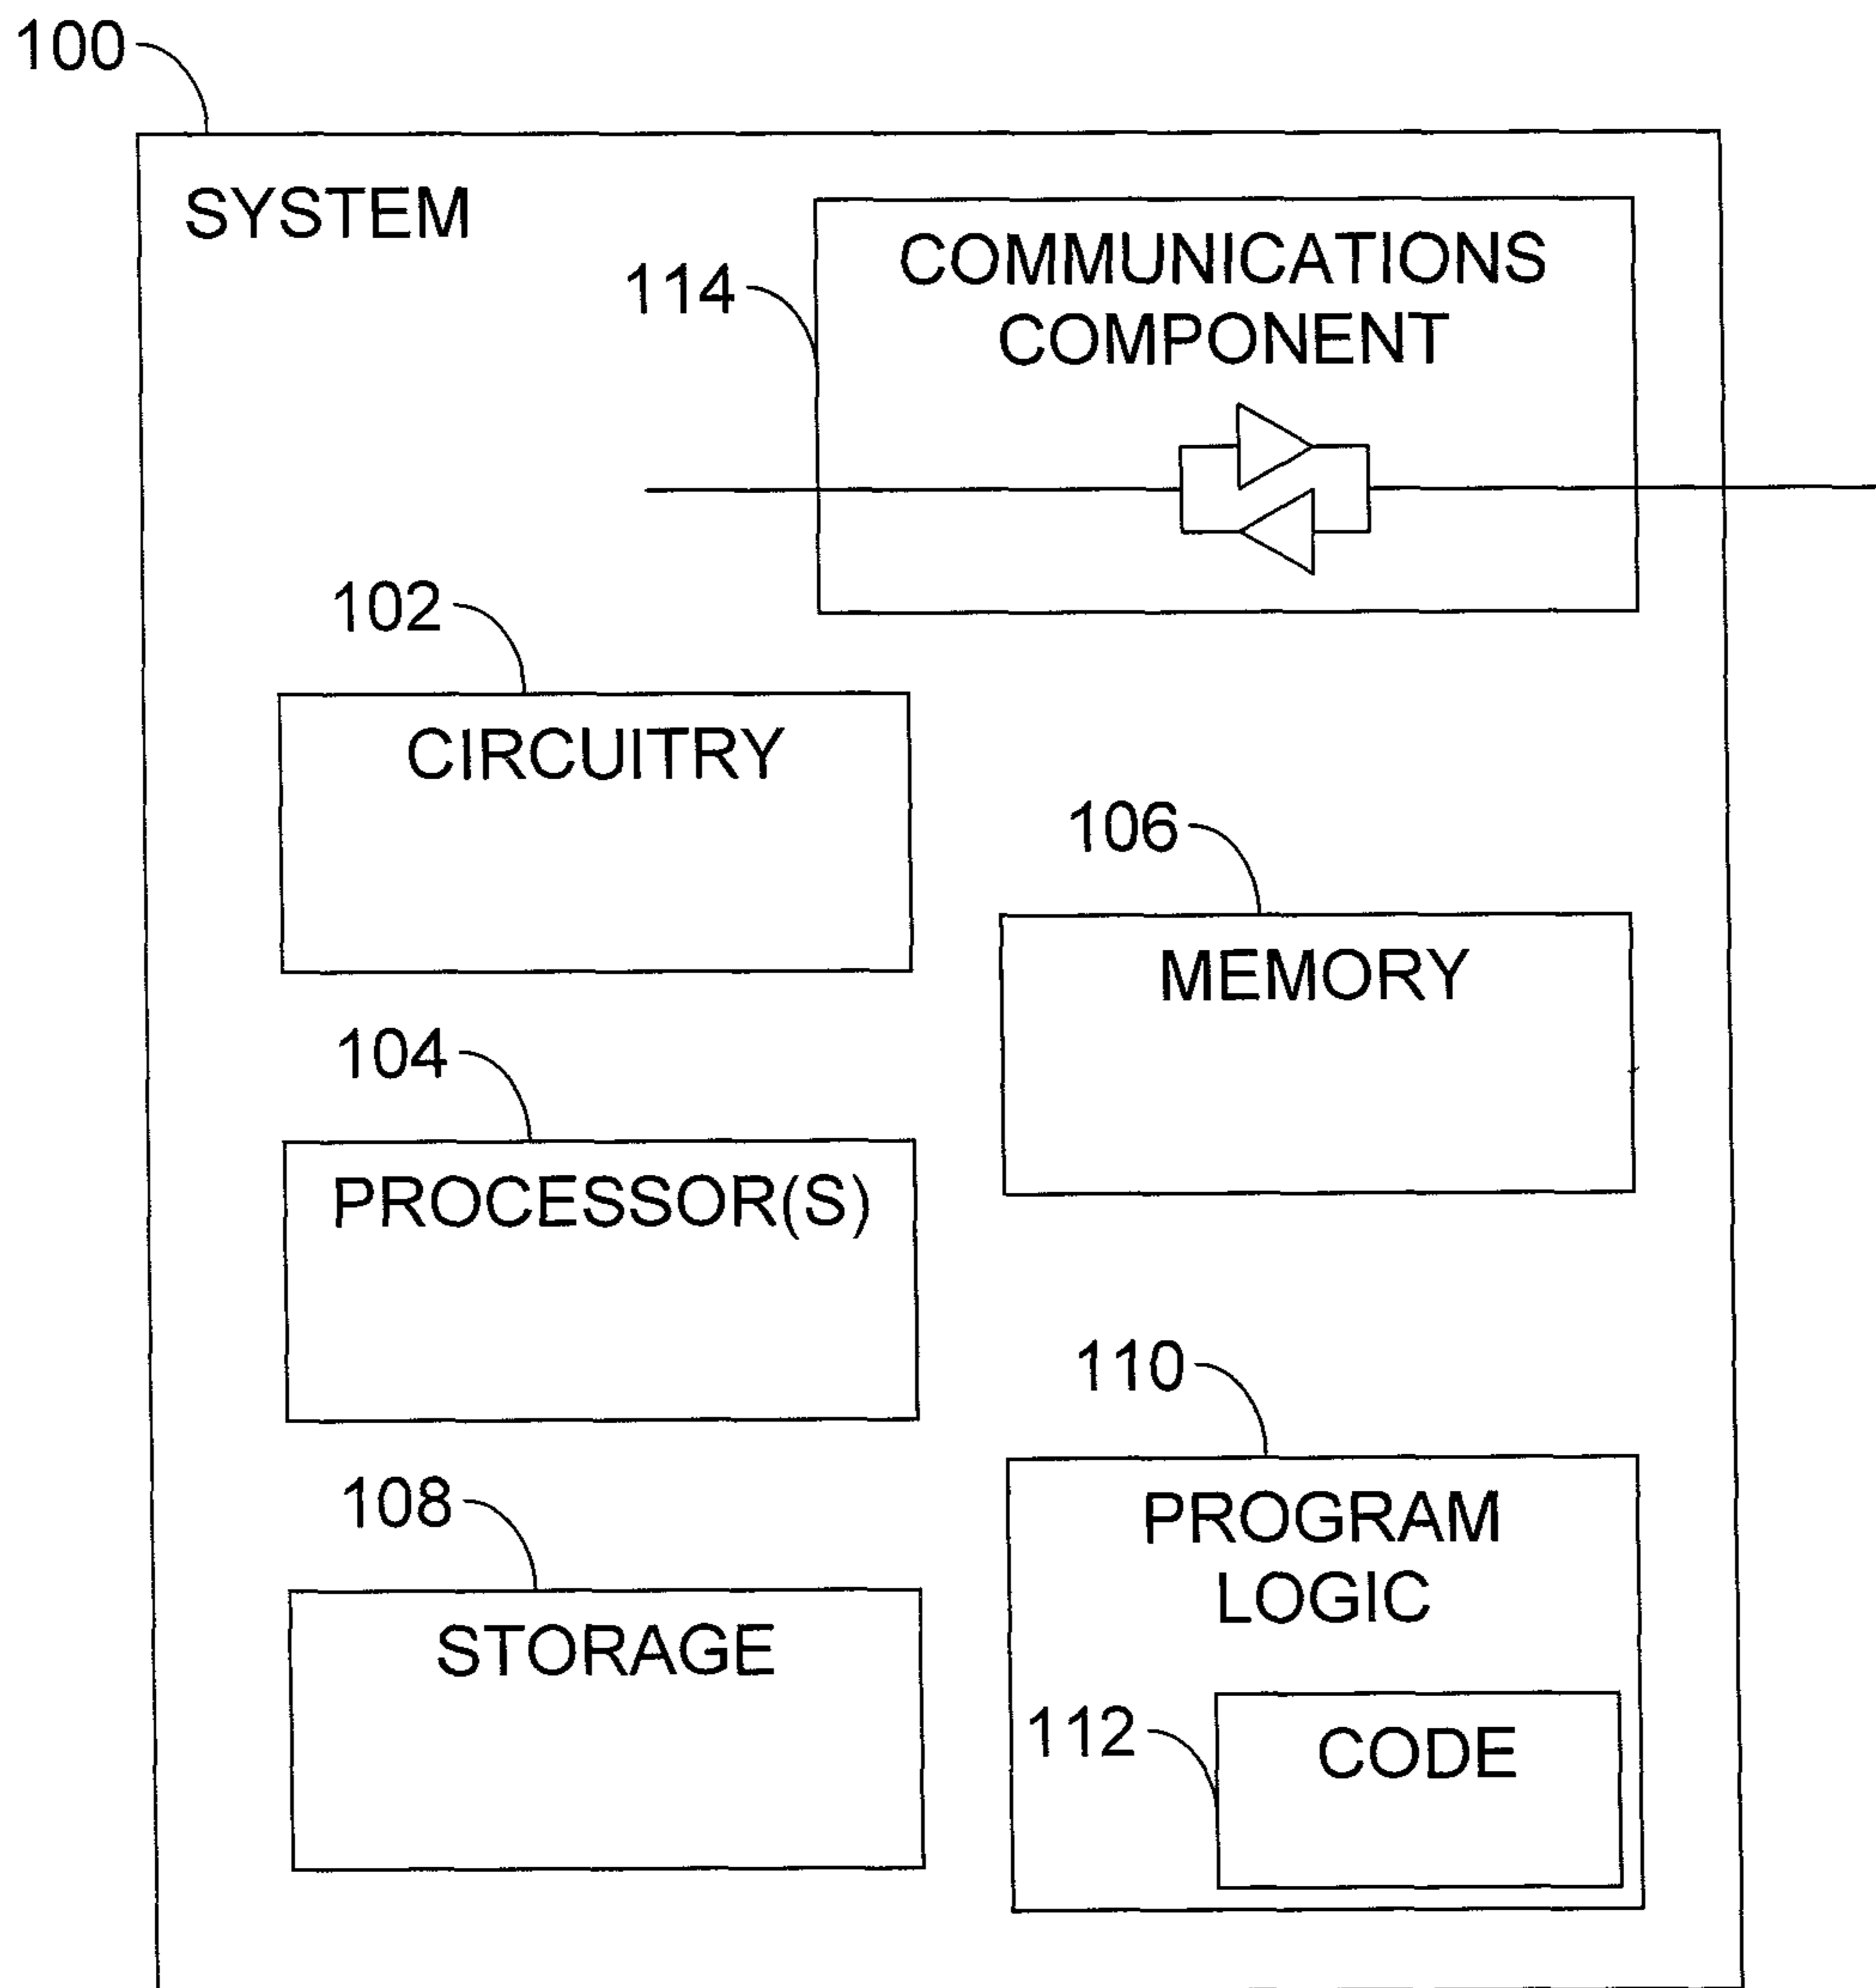 100
SYSTEM
114
COMMUNICATIONS
COMPONENT
102
CIRCUITRY
106
MEMORY
104
PROCESSOR(S)
110
PROGRAM
LOGIC
108
STORAGE
112
CODE